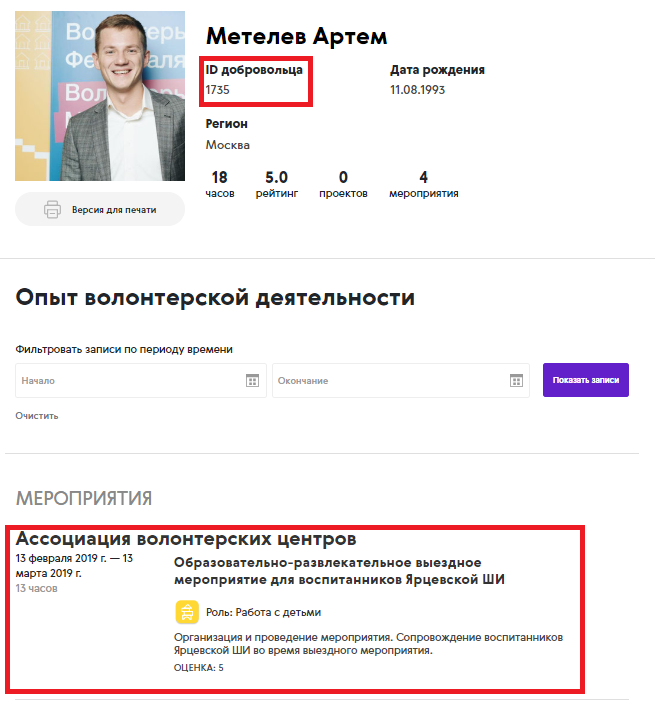 Волонтеры
Метелев Артем
ID добровольца
Дата рождения
1735
11.08.1993
Регион
Москва
18
5.0
0
4
часов
рейтинг
проектов
мероприятия
Версия для печати
Опыт волонтерской деятельности
Фильтровать записи по периоду времени
Начало
Окончание
Показать записи
Очистить
МЕРОПРИЯТИЯ
Ассоциация волонтерских центров
13 февраля 2019 г. — 13
марта 2019 г.
13 часов
Образовательно-развлекательное выездное
мероприятие для воспитанников Ярцевской ШИ
Роль: Работа с детьми
Организация и проведение мероприятия. Сопровождение воспитанников
Ярцевской ШИ во время выездного мероприятия.
ОЦЕНКА: 5